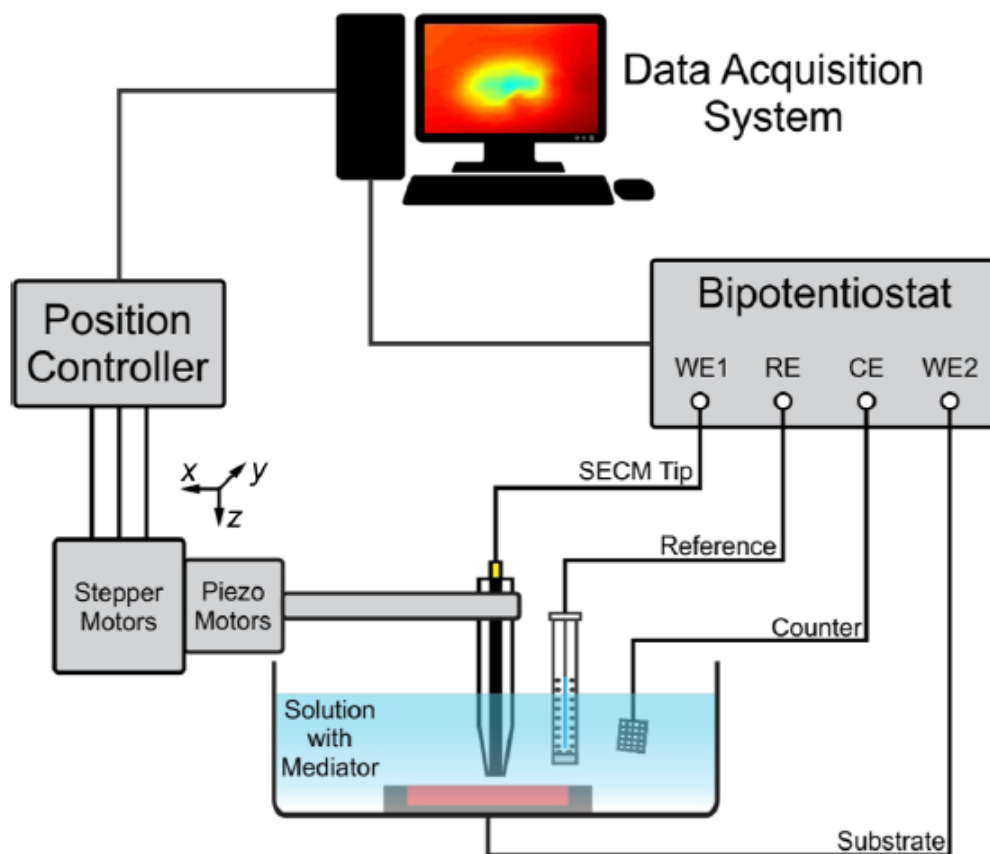 Data Acquisition
System
Position
Controller
Bipotentiostat
WE1 RE CE WE2
x y
z
SECM Tip
Reference
Stepper
Motors
Piezo
Motors
Counter
Solution
with
Mediator
Substrate